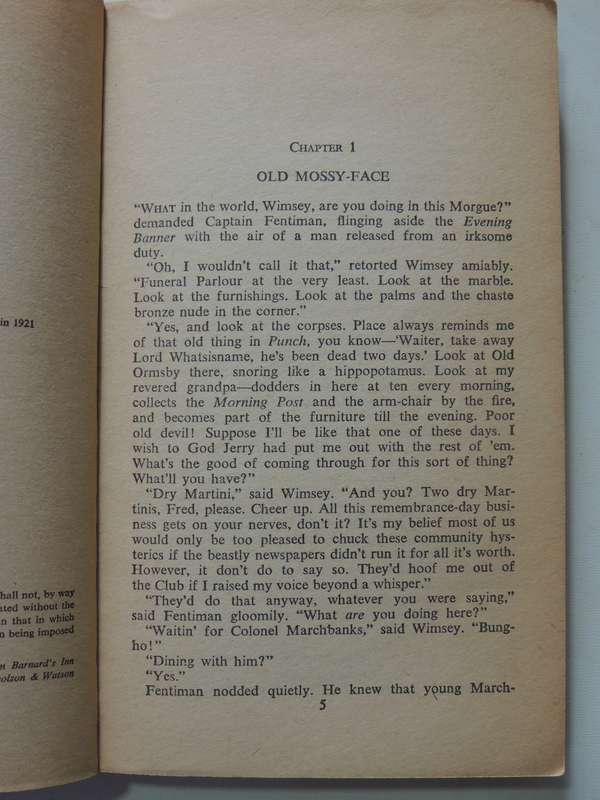 in 1921
hall not, by way
ated without the
n than that in which
n being imposed
n Barnard's Inn
olson & Watson
CHAPTER 1
OLD MOSSY-FACE
"WHAT in the world, Wimsey, are you doing in this Morgue?"
demanded Captain Fentiman, flinging aside the Evening
Banner with the air of a man released from an irksome
duty.
"Oh, I wouldn't call it that," retorted Wimsey amiably.
"Funeral Parlour at the very least. Look at the marble.
Look at the furnishings. Look at the palms and the chaste
bronze nude in the corner."
"Yes, and look at the corpses. Place always reminds me
of that old thing in Punch, you know—'Waiter, take away
Lord Whatsisname, he's been dead two days.' Look at Old
Ormsby there, snoring like a hippopotamus. Look at my
revered grandpa—dodders in here at ten every morning,
collects the Morning Post and the arm-chair by the fire,
and becomes part of the furniture till the evening. Poor
old devil! Suppose I'll be like that one of these days. I
wish to God Jerry had put me out with the rest of 'em.
What's the good of coming through for this sort of thing?
What'll you have?"
"Dry Martini," said Wimsey. "And you? Two dry Mar-
tinis, Fred, please. Cheer up. All this remembrance-day busi-
ness gets on your nerves, don't it? It's my belief most of us
would only be too pleased to chuck these community hys-
terics if the beastly newspapers didn't run it for all it's worth.
However, it don't do to say so. They'd hoof me out of
the Club if I raised my voice beyond a whisper."
"They'd do that anyway, whatever you were saying,"
said Fentiman gloomily. "What are you doing here?"
"Waitin' for Colonel Marchbanks," said Wimsey. "Bung-
ho!"
"Dining with him?"
"Yes."
Fentiman nodded quietly. He knew that young March-
5